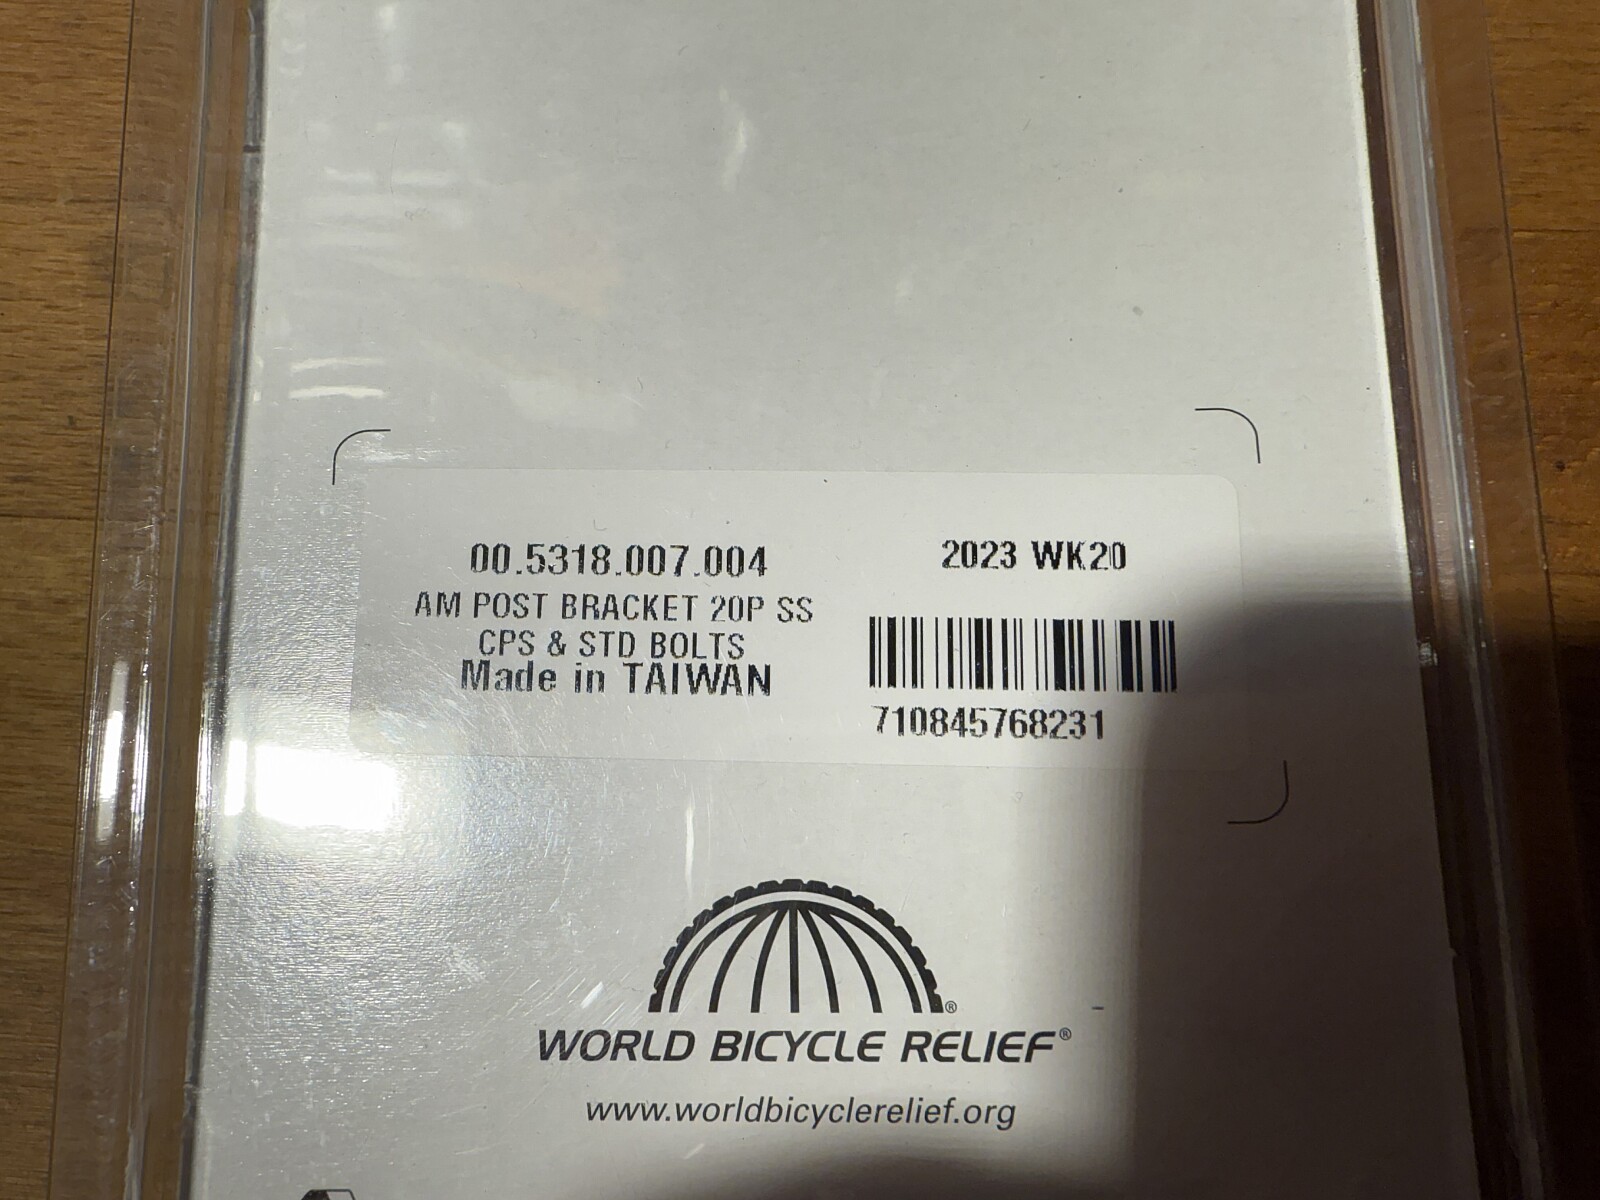 00.5318.007.004
AM POST BRACKET 20P SS
CPS & STD BOLTS
Made in TAIWAN
2023 WK20
710845768231
®
WORLD BICYCLE RELIEF®
www.worldbicyclerelief.org